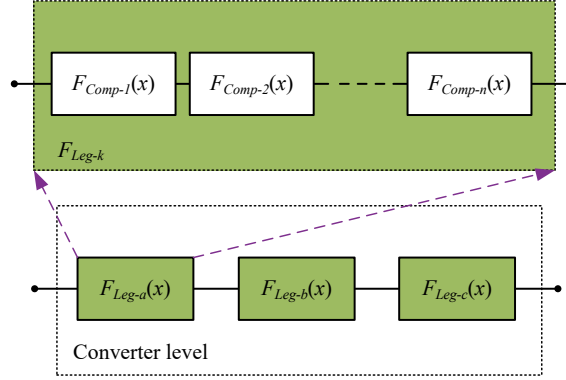 F_Comp-1(x) F_Comp-2(x) F_Comp-n(x)
F_Leg-k
F_Leg-a(x) F_Leg-b(x) F_Leg-c(x)
Converter level